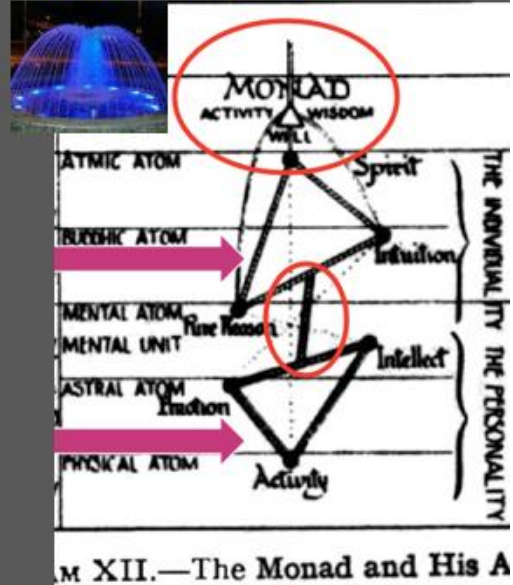 MONAD
ACTIVITY WISDOM
WILL
ATMIC ATOM
Spirit
BUDDHIC ATOM
Intuition
MENTAL ATOM
Pure Reason
MENTAL UNIT
Intellect
ASTRAL ATOM
Emotion
PHYSICAL ATOM
Activity
THE INDIVIDUALITY
THE PERSONALITY
AM XII.—The Monad and His A